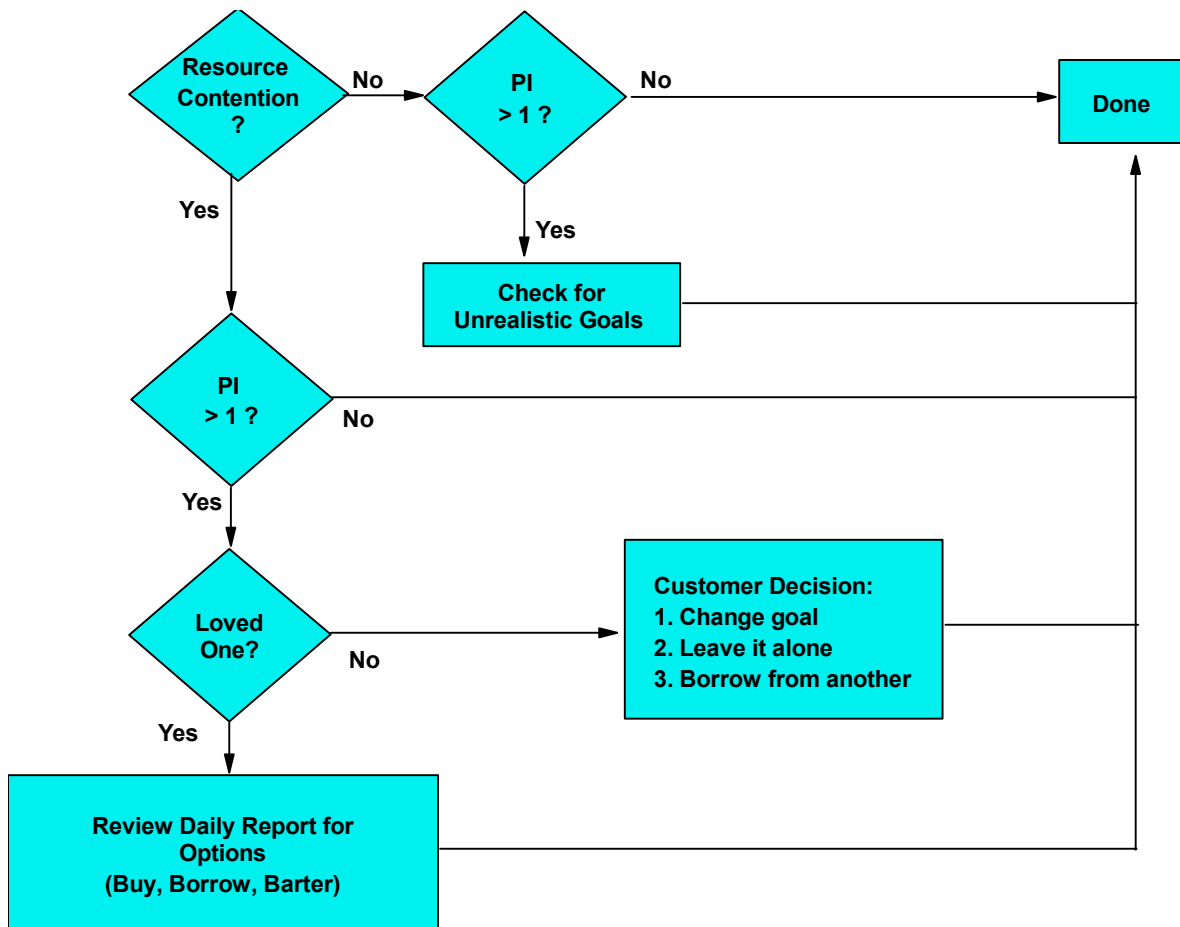 Resource
Contention
?
No
PI
> 1 ?
No
Done
Yes
Yes
Check for
Unrealistic Goals
PI
> 1 ?
No
Yes
Loved
One?
No
Customer Decision:
1. Change goal
2. Leave it alone
3. Borrow from another
Yes
Review Daily Report for
Options
(Buy, Borrow, Barter)